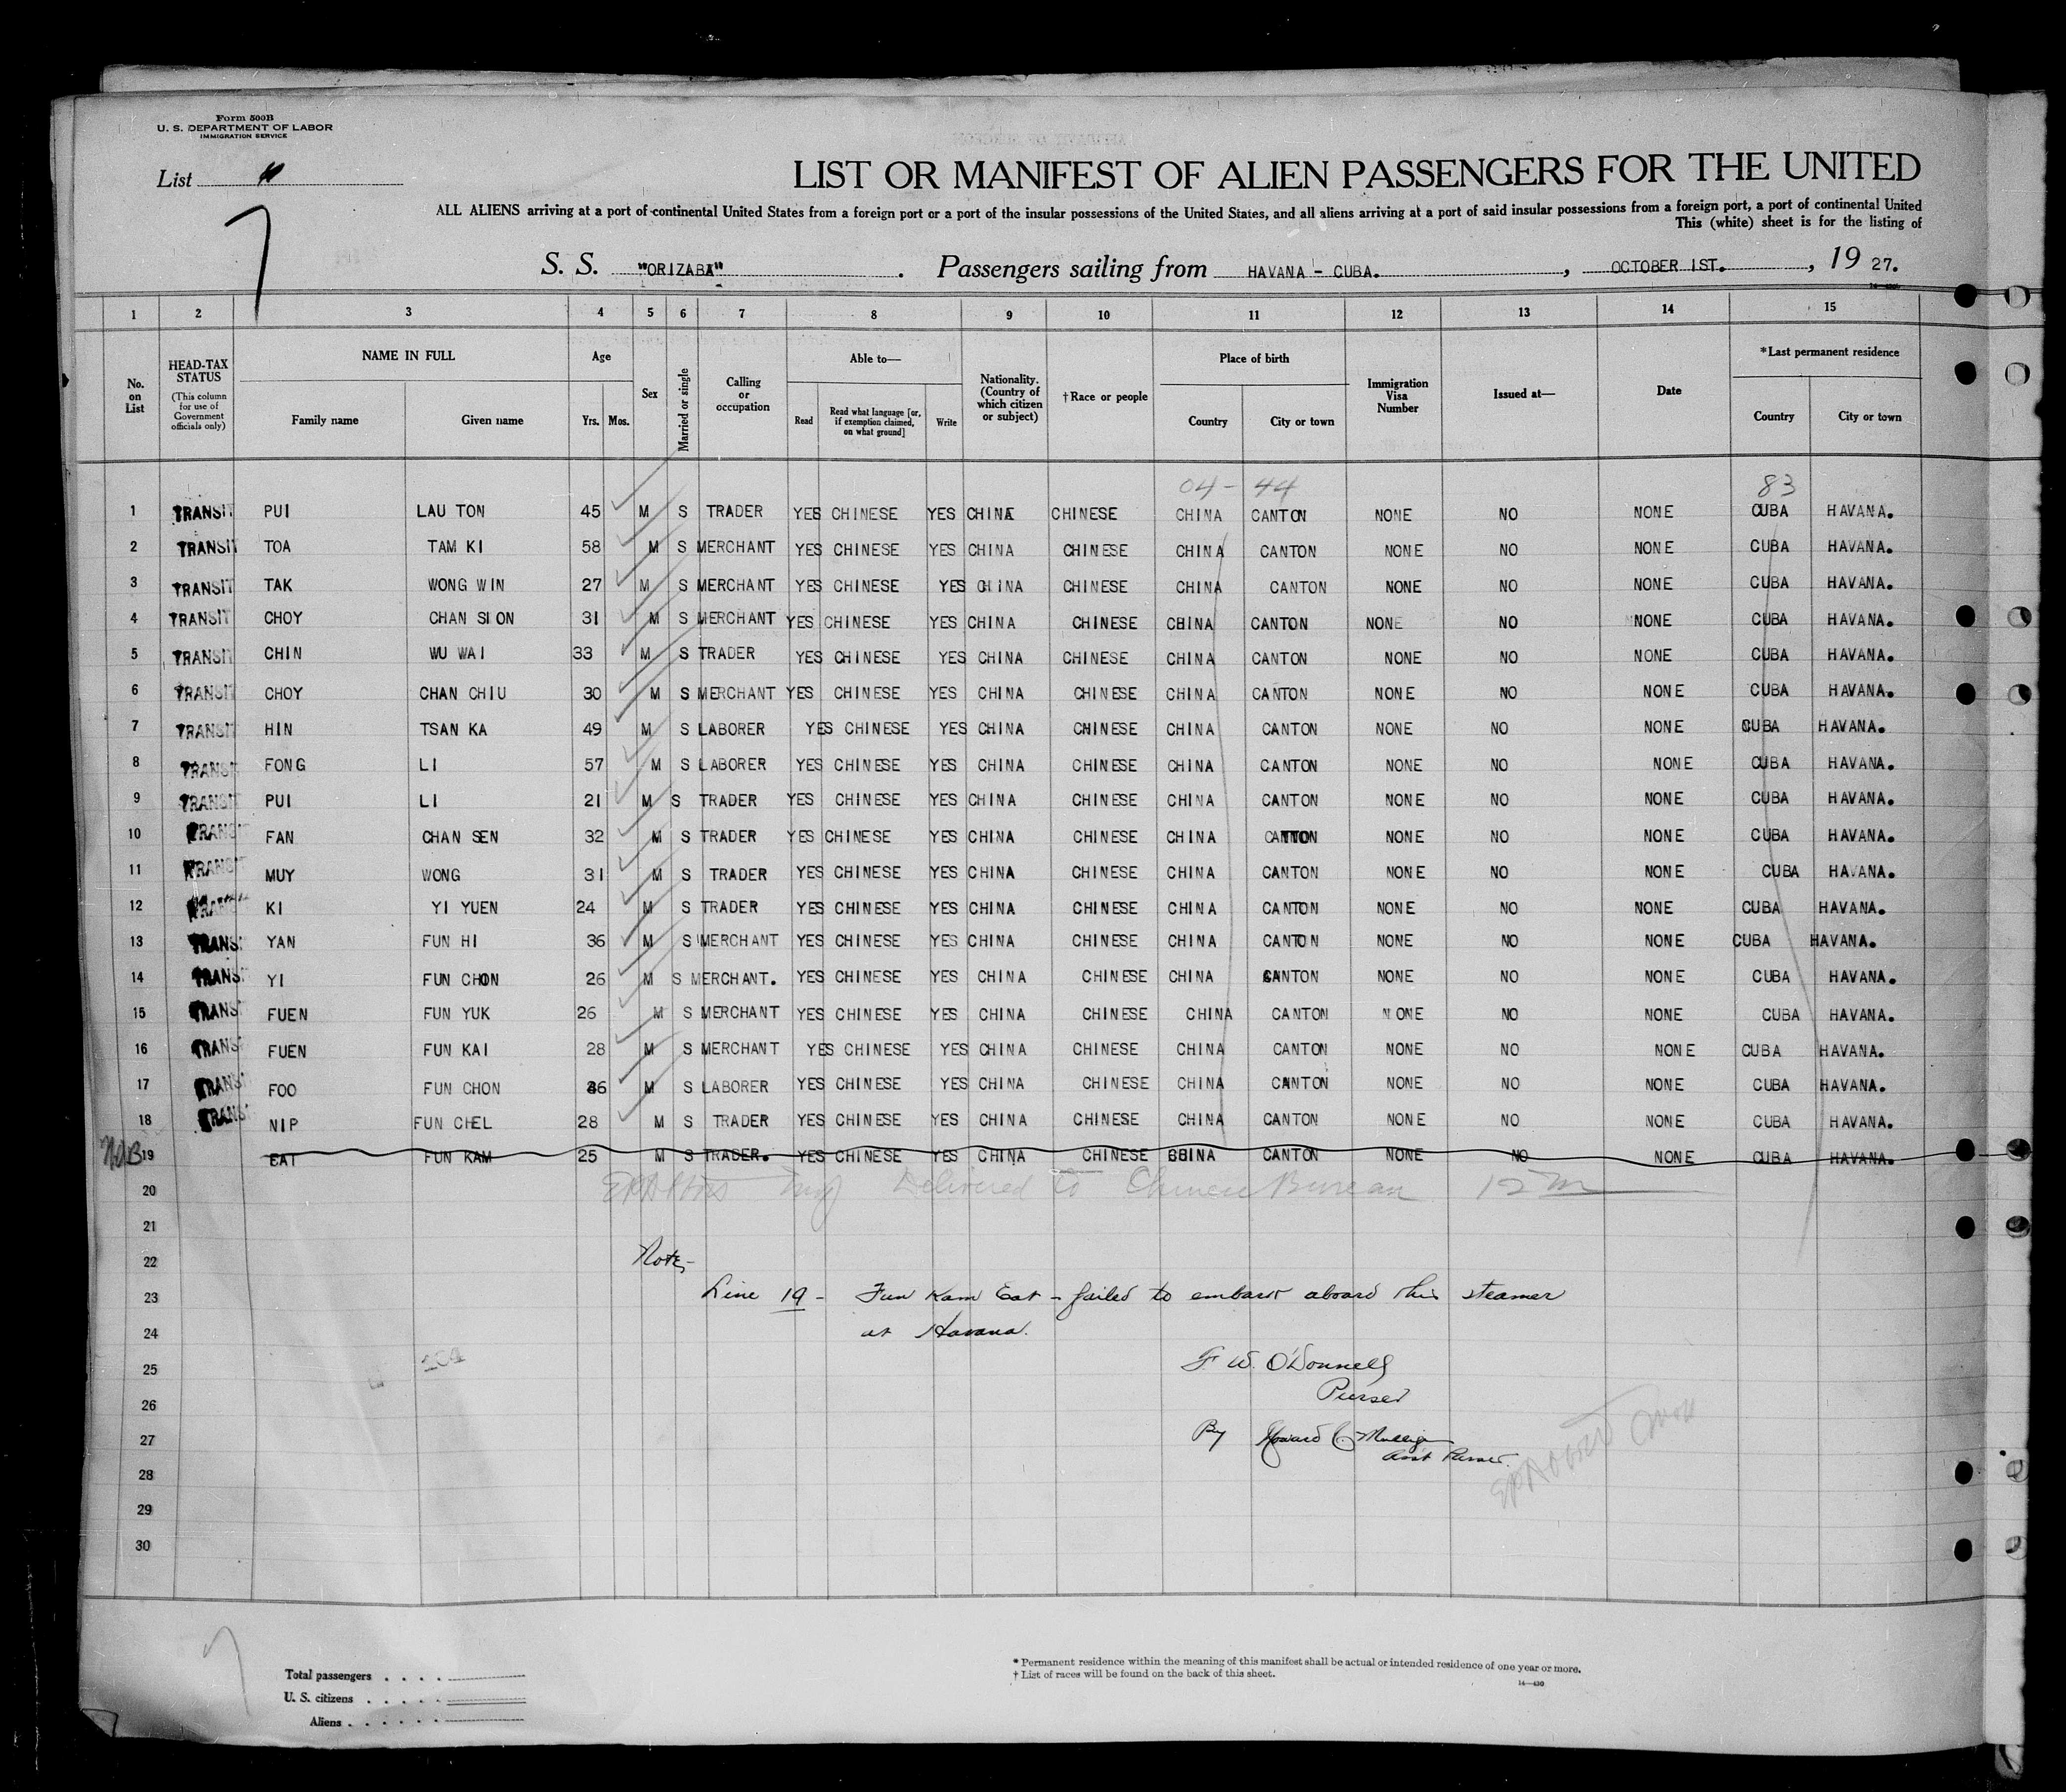 Form 500B
U. S. DEPARTMENT OF LABOR
IMMIGRATION SERVICE
List
7
LIST OR MANIFEST OF ALIEN PASSENGERS FOR THE UNITED
ALL ALIENS arriving at a port of continental United States from a foreign port or a port of the insular possessions of the United States, and all aliens arriving at a port of said insular possessions from a foreign port, a port of continental United
This (white) sheet is for the listing of
S. S. "ORIZABA". Passengers sailing from HAVANA - CUBA. , OCTOBER 1ST. , 19 27.
1 2 3 4 5 6 7 8 9 10 11 12 13 14 15
No. on List
HEAD-TAX STATUS
(This column for use of Government officials only)
NAME IN FULL
Family name
Given name
Age
Yrs. Mos.
Sex
Married or single
Calling or occupation
Able to—
Read
Read what language [or, if exemption claimed, on what ground]
Write
Nationality. (Country of which citizen or subject)
†Race or people
Place of birth
Country
City or town
Immigration Visa Number
Issued at—
Date
*Last permanent residence
Country
City or town
04 - 44 83
1 TRANSIT PUI LAU TON 45 M S TRADER YES CHINESE YES CHINA CHINESE CHINA CANTON NONE NO NONE CUBA HAVANA.
2 TRANSIT TOA TAM KI 58 M S MERCHANT YES CHINESE YES CHINA CHINESE CHINA CANTON NONE NO NONE CUBA HAVANA.
3 TRANSIT TAK WONG WIN 27 M S MERCHANT YES CHINESE YES CHINA CHINESE CHINA CANTON NONE NO NONE CUBA HAVANA.
4 TRANSIT CHOY CHAN SION 31 M S MERCHANT YES CHINESE YES CHINA CHINESE CHINA CANTON NONE NO NONE CUBA HAVANA.
5 TRANSIT CHIN WU WAI 33 M S TRADER YES CHINESE YES CHINA CHINESE CHINA CANTON NONE NO NONE CUBA HAVANA.
6 TRANSIT CHOY CHAN CHIU 30 M S MERCHANT YES CHINESE YES CHINA CHINESE CHINA CANTON NONE NO NONE CUBA HAVANA.
7 TRANSIT HIN TSAN KA 49 M S LABORER YES CHINESE YES CHINA CHINESE CHINA CANTON NONE NO NONE CUBA HAVANA.
8 TRANSIT FONG LI 57 M S LABORER YES CHINESE YES CHINA CHINESE CHINA CANTON NONE NO NONE CUBA HAVANA.
9 TRANSIT PUI LI 21 M S TRADER YES CHINESE YES CHINA CHINESE CHINA CANTON NONE NO NONE CUBA HAVANA.
10 TRANSIT FAN CHAN SEN 32 M S TRADER YES CHINESE YES CHINA CHINESE CHINA CANTON NONE NO NONE CUBA HAVANA.
11 TRANSIT MUY WONG 31 M S TRADER YES CHINESE YES CHINA CHINESE CHINA CANTON NONE NO NONE CUBA HAVANA.
12 TRANSIT KI YI YUEN 24 M S TRADER YES CHINESE YES CHINA CHINESE CHINA CANTON NONE NO NONE CUBA HAVANA.
13 TRANSIT YAN FUN HI 36 M S MERCHANT YES CHINESE YES CHINA CHINESE CHINA CANTON NONE NO NONE CUBA HAVANA.
14 TRANSIT YI FUN CHON 26 M S MERCHANT. YES CHINESE YES CHINA CHINESE CHINA CANTON NONE NO NONE CUBA HAVANA.
15 TRANSIT FUEN FUN YUK 26 M S MERCHANT YES CHINESE YES CHINA CHINESE CHINA CANTON NONE NO NONE CUBA HAVANA.
16 TRANSIT FUEN FUN KAI 28 M S MERCHANT YES CHINESE YES CHINA CHINESE CHINA CANTON NONE NO NONE CUBA HAVANA.
17 TRANSIT FOO FUN CHON 36 M S LABORER YES CHINESE YES CHINA CHINESE CHINA CANTON NONE NO NONE CUBA HAVANA.
18 TRANSIT NIP FUN CHEL 28 M S TRADER YES CHINESE YES CHINA CHINESE CHINA CANTON NONE NO NONE CUBA HAVANA.
19 EAT FUN KAM 25 M S TRADER. YES CHINESE YES CHINA CHINESE CHINA CANTON NONE NO NONE CUBA HAVANA.
20 Delivered to Chinese Bureau 12 m
21
22 Note-
23 Line 19 - Fun Kam Eat - failed to embark aboard this steamer
24 at Havana.
25 F W. O'Donnell
26 Purser
27 By Howard C. Mulligan
28 Asst Purser.
29
30
Total passengers
U. S. citizens
Aliens
* Permanent residence within the meaning of this manifest shall be actual or intended residence of one year or more.
† List of races will be found on the back of this sheet.
14—430